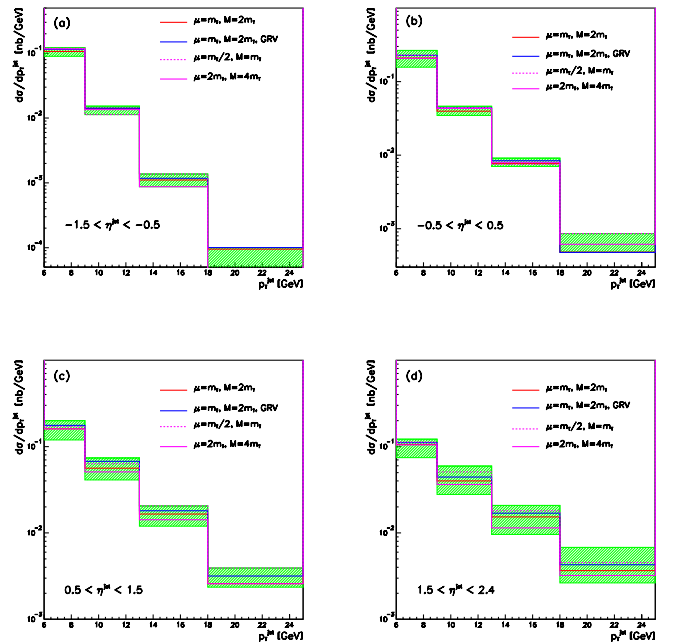 dσ/dp_T^jet [nb/GeV]
(a)
μ=m_T, M=2m_T
μ=m_T, M=2m_T, GRV
μ=m_T/2, M=m_T
μ=2m_T, M=4m_T
10^-1
10^-2
10^-3
10^-4
-1.5 < η^jet < -0.5
6 8 10 12 14 16 18 20 22 24
p_T^jet [GeV]
dσ/dp_T^jet [nb/GeV]
(b)
μ=m_T, M=2m_T
μ=m_T, M=2m_T, GRV
μ=m_T/2, M=m_T
μ=2m_T, M=4m_T
10^-1
10^-2
10^-3
-0.5 < η^jet < 0.5
6 8 10 12 14 16 18 20 22 24
p_T^jet [GeV]
dσ/dp_T^jet [nb/GeV]
(c)
μ=m_T, M=2m_T
μ=m_T, M=2m_T, GRV
μ=m_T/2, M=m_T
μ=2m_T, M=4m_T
10^-1
10^-2
10^-3
0.5 < η^jet < 1.5
6 8 10 12 14 16 18 20 22 24
p_T^jet [GeV]
dσ/dp_T^jet [nb/GeV]
(d)
μ=m_T, M=2m_T
μ=m_T, M=2m_T, GRV
μ=m_T/2, M=m_T
μ=2m_T, M=4m_T
10^-1
10^-2
10^-3
1.5 < η^jet < 2.4
6 8 10 12 14 16 18 20 22 24
p_T^jet [GeV]